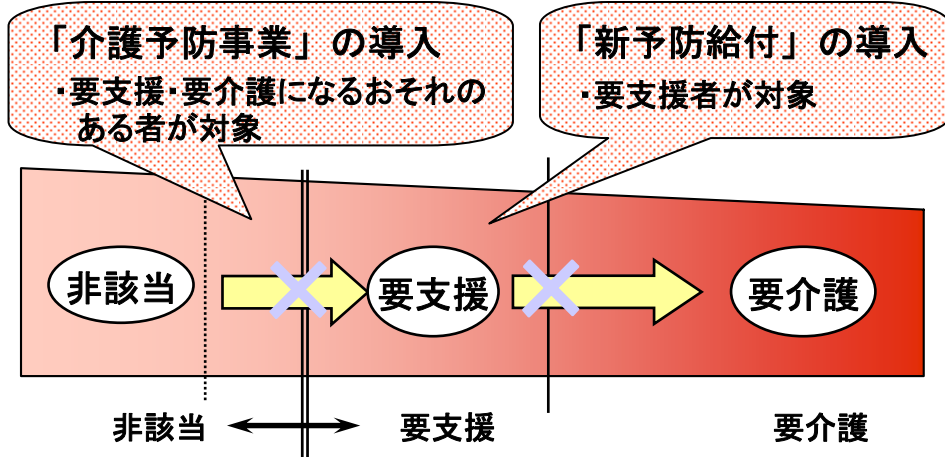 「介護予防事業」の導入
・要支援・要介護になるおそれの
ある者が対象
「新予防給付」の導入
・要支援者が対象
非該当
要支援
要介護
非該当
要支援
要介護